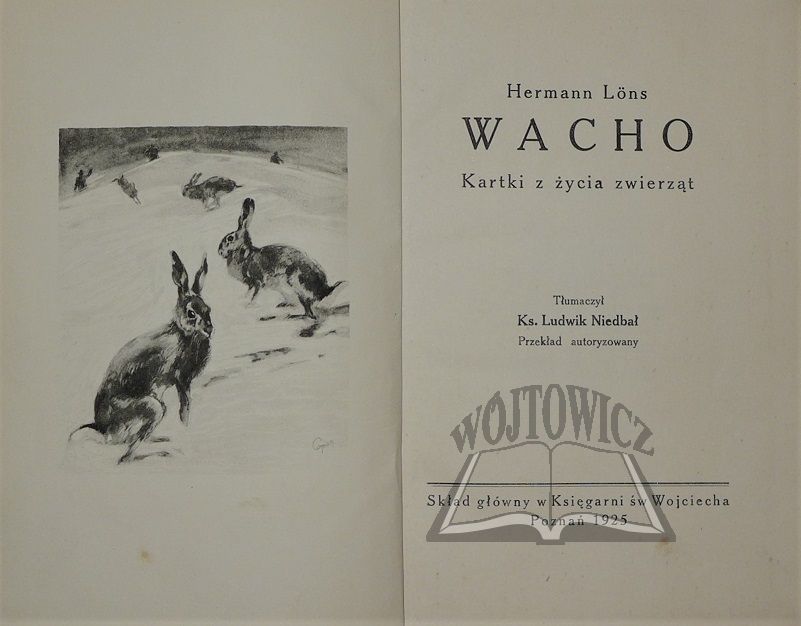 Hermann Löns
WACHO
Kartki z życia zwierząt
Tłumaczył
Ks. Ludwik Niedbał
Przekład autoryzowany
WÓJTOWICZ
Skład główny w Księgarni św Wojciecha
Poznań 1925